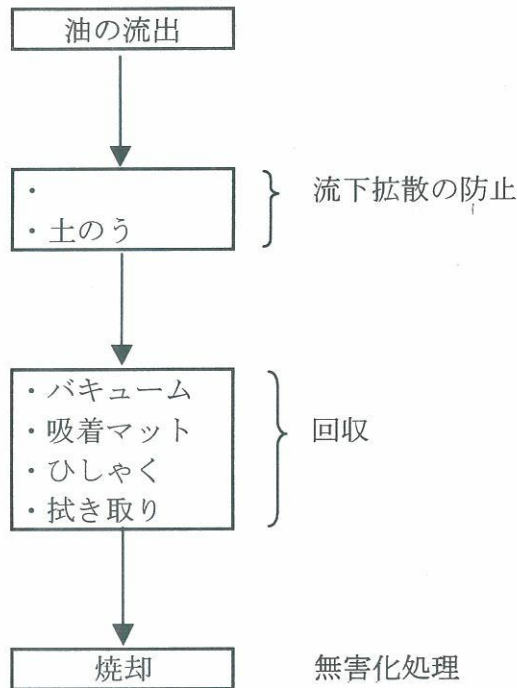 油の流出
・
・土のう
流下拡散の防止
・バキューム
・吸着マット
・ひしゃく
・拭き取り
回収
焼却
無害化処理